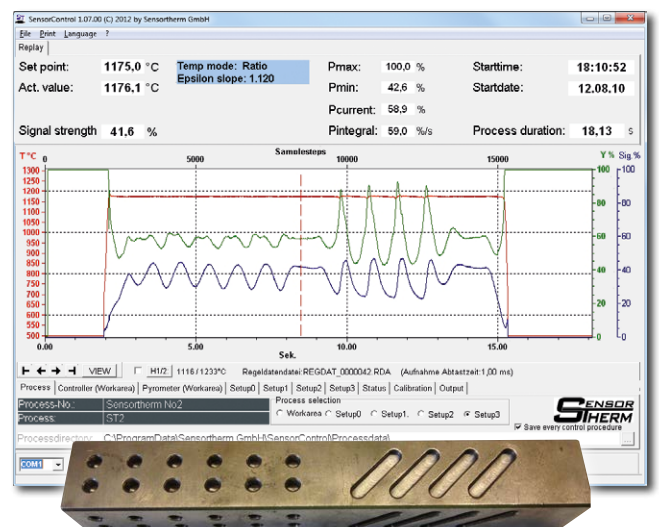 SensorControl 1.07.00 (C) 2012 by Sensortherm GmbH
File Print Language ?
Replay
Set point: 1175,0 °C Temp mode: Ratio Pmax: 100,0 % Starttime: 18:10:52
Act. value: 1176,1 °C Epsilon slope: 1.120 Pmin: 42,6 % Startdate: 12.08.10
Pcurrent: 58,9 %
Signal strength 41,6 % Pintegral: 59,0 %/s Process duration: 18,13 s
T°C 0 5000 Samplesteps 10000 15000 Y % Sig.%
1300 100 100
1250
1200
1150 80 80
1100
1050
1000
950 60 60
900
850
800 40 40
750
700
650 20 20
600
550
500 0 0
0.00 5.00 10.00 15.00
Sek.
VIEW H1/2 1116 / 1233°C Regeldatendatei:REGDAT_0000042.RDA (Aufnahme Abtastzeit:1,00 ms)
Process Controller (Workarea) Pyrometer (Workarea) Setup0 Setup1 Setup2 Setup3 Status Calibration Output
Process-No.: Sensortherm No2 Process selection
Process: ST2 Workarea Setup0 Setup1. Setup2 Setup3
SENSOR
THERM
Save every control procedure
Processdirectory: C:\ProgramData\Sensortherm GmbH\SensorControl\Processdata\ ...
COM1